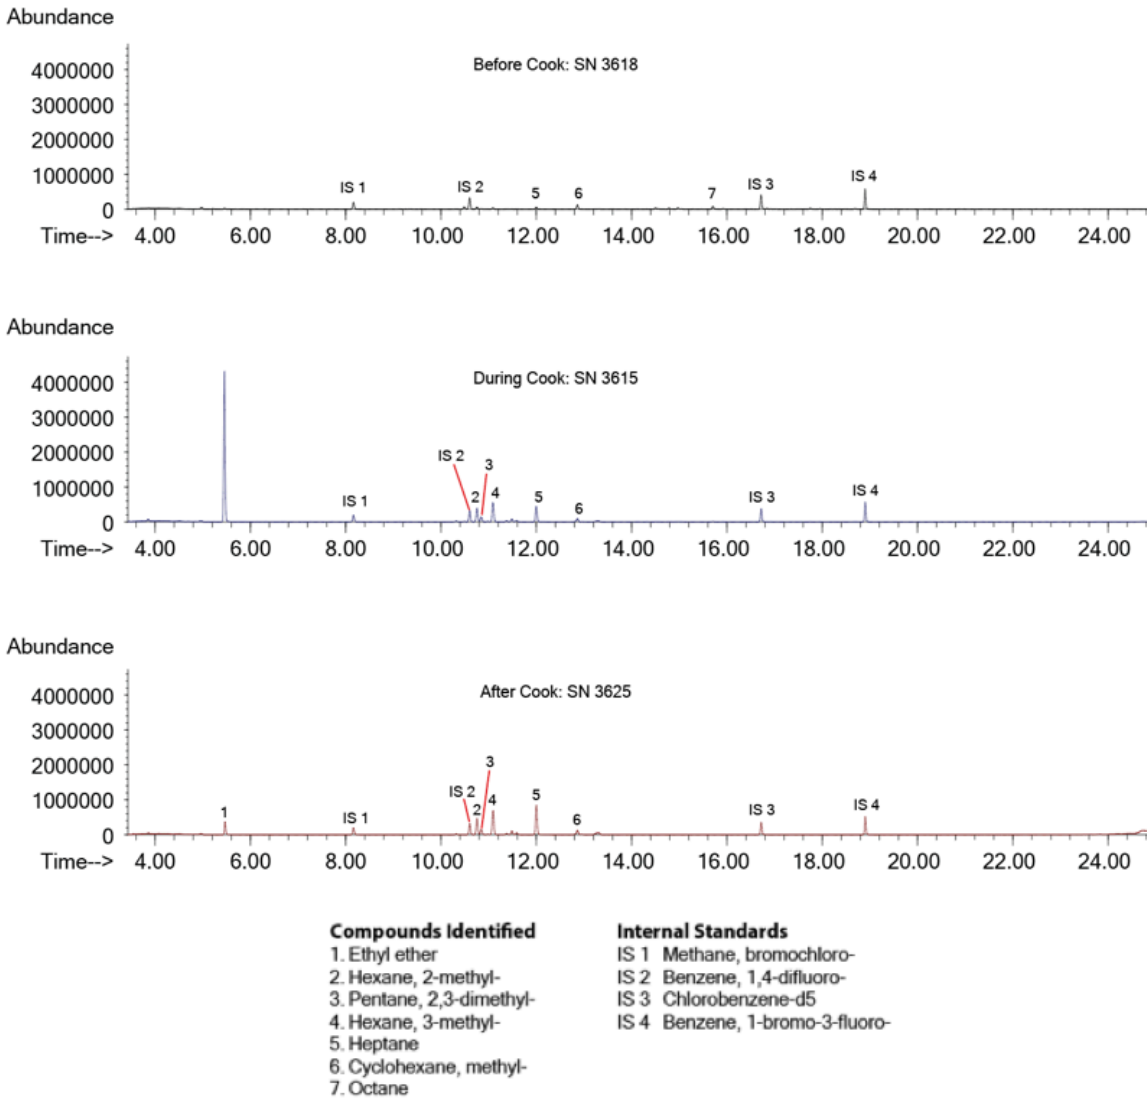 Abundance
Before Cook: SN 3618
4000000
3000000
2000000
1000000
0
IS 1
IS 2
5
6
7
IS 3
IS 4
Time--> 4.00 6.00 8.00 10.00 12.00 14.00 16.00 18.00 20.00 22.00 24.00
Abundance
During Cook: SN 3615
4000000
3000000
2000000
1000000
0
IS 1
IS 2
2
3
4
5
6
IS 3
IS 4
Time--> 4.00 6.00 8.00 10.00 12.00 14.00 16.00 18.00 20.00 22.00 24.00
Abundance
After Cook: SN 3625
4000000
3000000
2000000
1000000
0
1
IS 1
IS 2
2
3
4
5
6
IS 3
IS 4
Time--> 4.00 6.00 8.00 10.00 12.00 14.00 16.00 18.00 20.00 22.00 24.00
Compounds Identified
1. Ethyl ether
2. Hexane, 2-methyl-
3. Pentane, 2,3-dimethyl-
4. Hexane, 3-methyl-
5. Heptane
6. Cyclohexane, methyl-
7. Octane
Internal Standards
IS 1 Methane, bromochloro-
IS 2 Benzene, 1,4-difluoro-
IS 3 Chlorobenzene-d5
IS 4 Benzene, 1-bromo-3-fluoro-